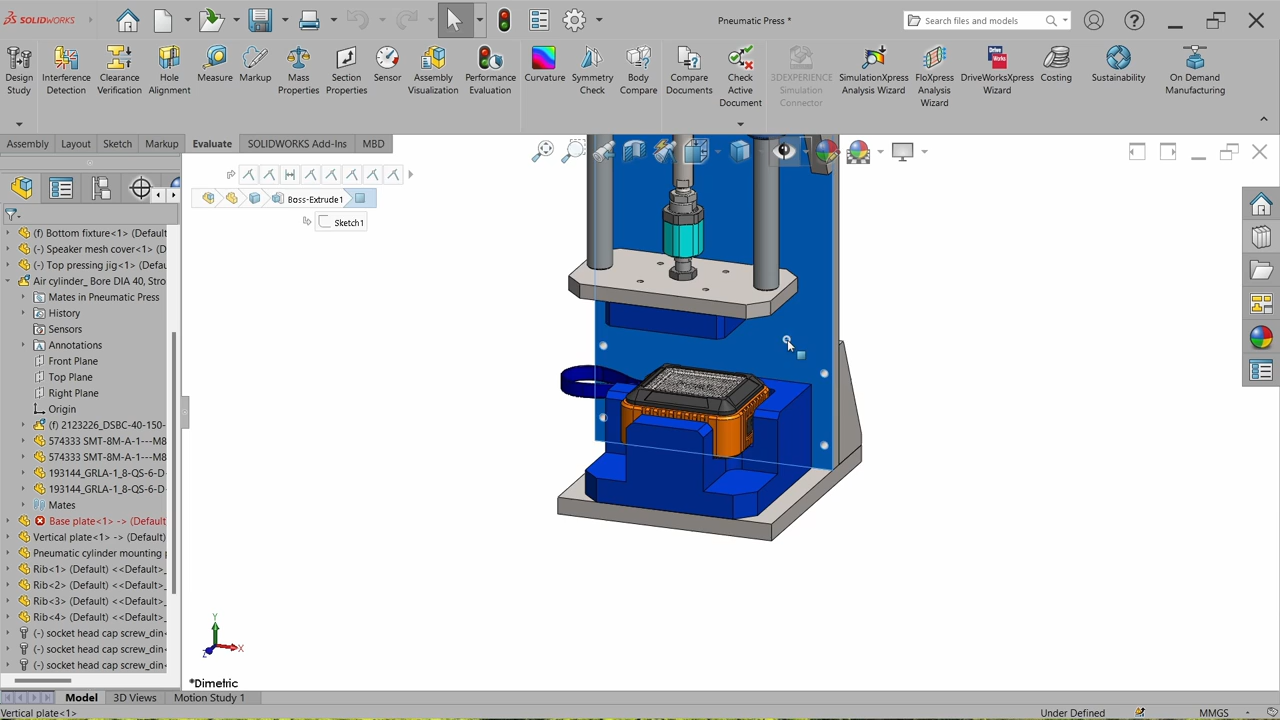 SOLIDWORKS
Pneumatic Press *
Search files and models
Design Study
Interference Detection
Clearance Verification
Hole Alignment
Measure
Markup
Mass Properties
Section Properties
Sensor
Assembly Visualization
Performance Evaluation
Curvature
Symmetry Check
Body Compare
Compare Documents
Check Active Document
3DEXPERIENCE Simulation Connector
SimulationXpress Analysis Wizard
FloXpress Analysis Wizard
DriveWorksXpress Wizard
Costing
Sustainability
On Demand Manufacturing
Assembly
Layout
Sketch
Markup
Evaluate
SOLIDWORKS Add-Ins
MBD
Boss-Extrude1
Sketch1
(f) Bottom fixture<1> (Default
(-) Speaker mesh cover<1> (D
(-) Top pressing jig<1> (Defau
Air cylinder_ Bore DIA 40, Stro
Mates in Pneumatic Press
History
Sensors
Annotations
Front Plane
Top Plane
Right Plane
Origin
(f) 2123226_DSBC-40-150-
574333 SMT-8M-A-1---M8
574333 SMT-8M-A-1---M8
193144_GRLA-1_8-QS-6-D
193144_GRLA-1_8-QS-6-D
Mates
Base plate<1> -> (Default
Vertical plate<1> -> (Default)
Pneumatic cylinder mounting p
Rib<1> (Default) <<Default>_
Rib<2> (Default) <<Default>_
Rib<3> (Default) <<Default>_
Rib<4> (Default) <<Default>_
(-) socket head cap screw_din
(-) socket head cap screw_din
(-) socket head cap screw_din
Y
X
Z
*Dimetric
Model
3D Views
Motion Study 1
Vertical plate<1>
Under Defined
MMGS